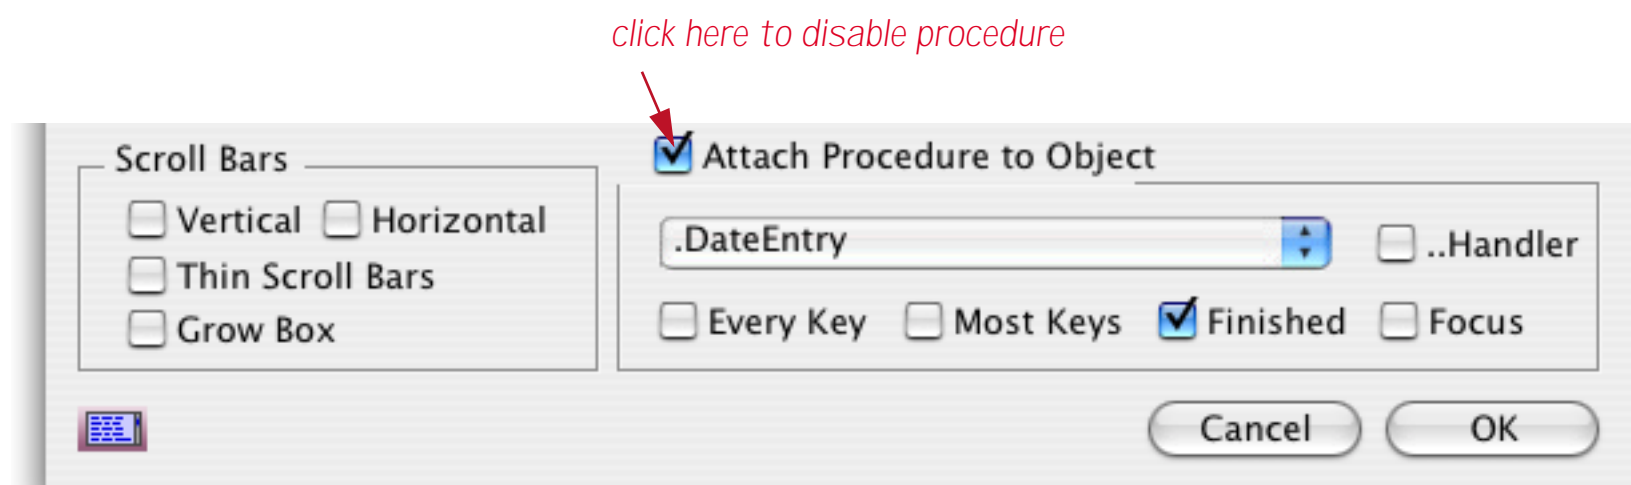 click here to disable procedure
Scroll Bars
Attach Procedure to Object
Vertical Horizontal
.DateEntry
..Handler
Thin Scroll Bars
Every Key Most Keys Finished Focus
Grow Box
Cancel OK